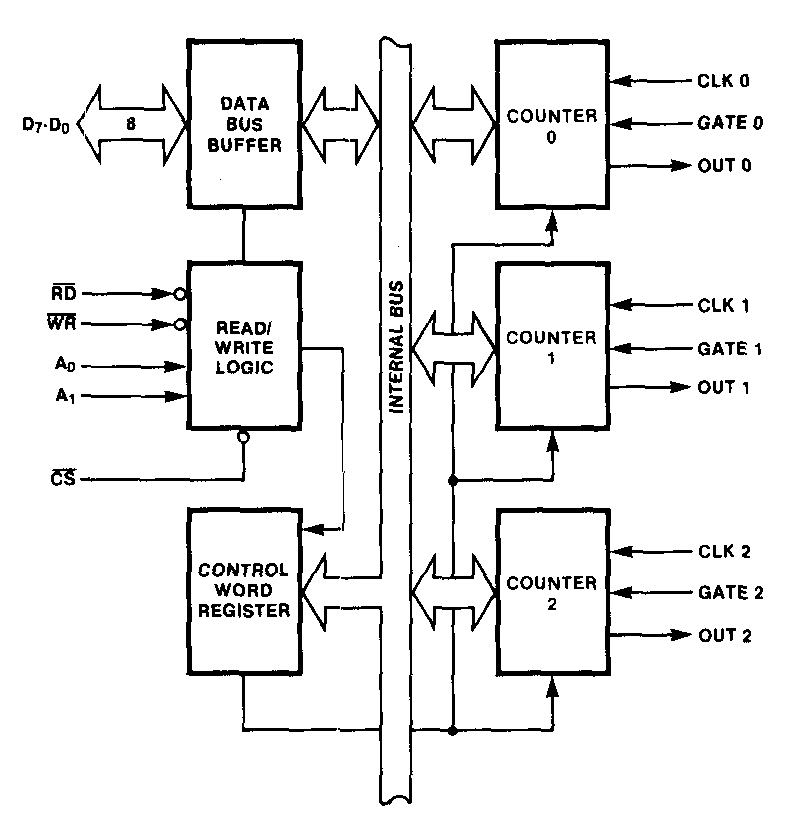 D7-D0
8
DATA
BUS
BUFFER
COUNTER
0
CLK 0
GATE 0
OUT 0
RD
WR
A0
A1
CS
READ/
WRITE
LOGIC
INTERNAL BUS
COUNTER
1
CLK 1
GATE 1
OUT 1
CONTROL
WORD
REGISTER
COUNTER
2
CLK 2
GATE 2
OUT 2